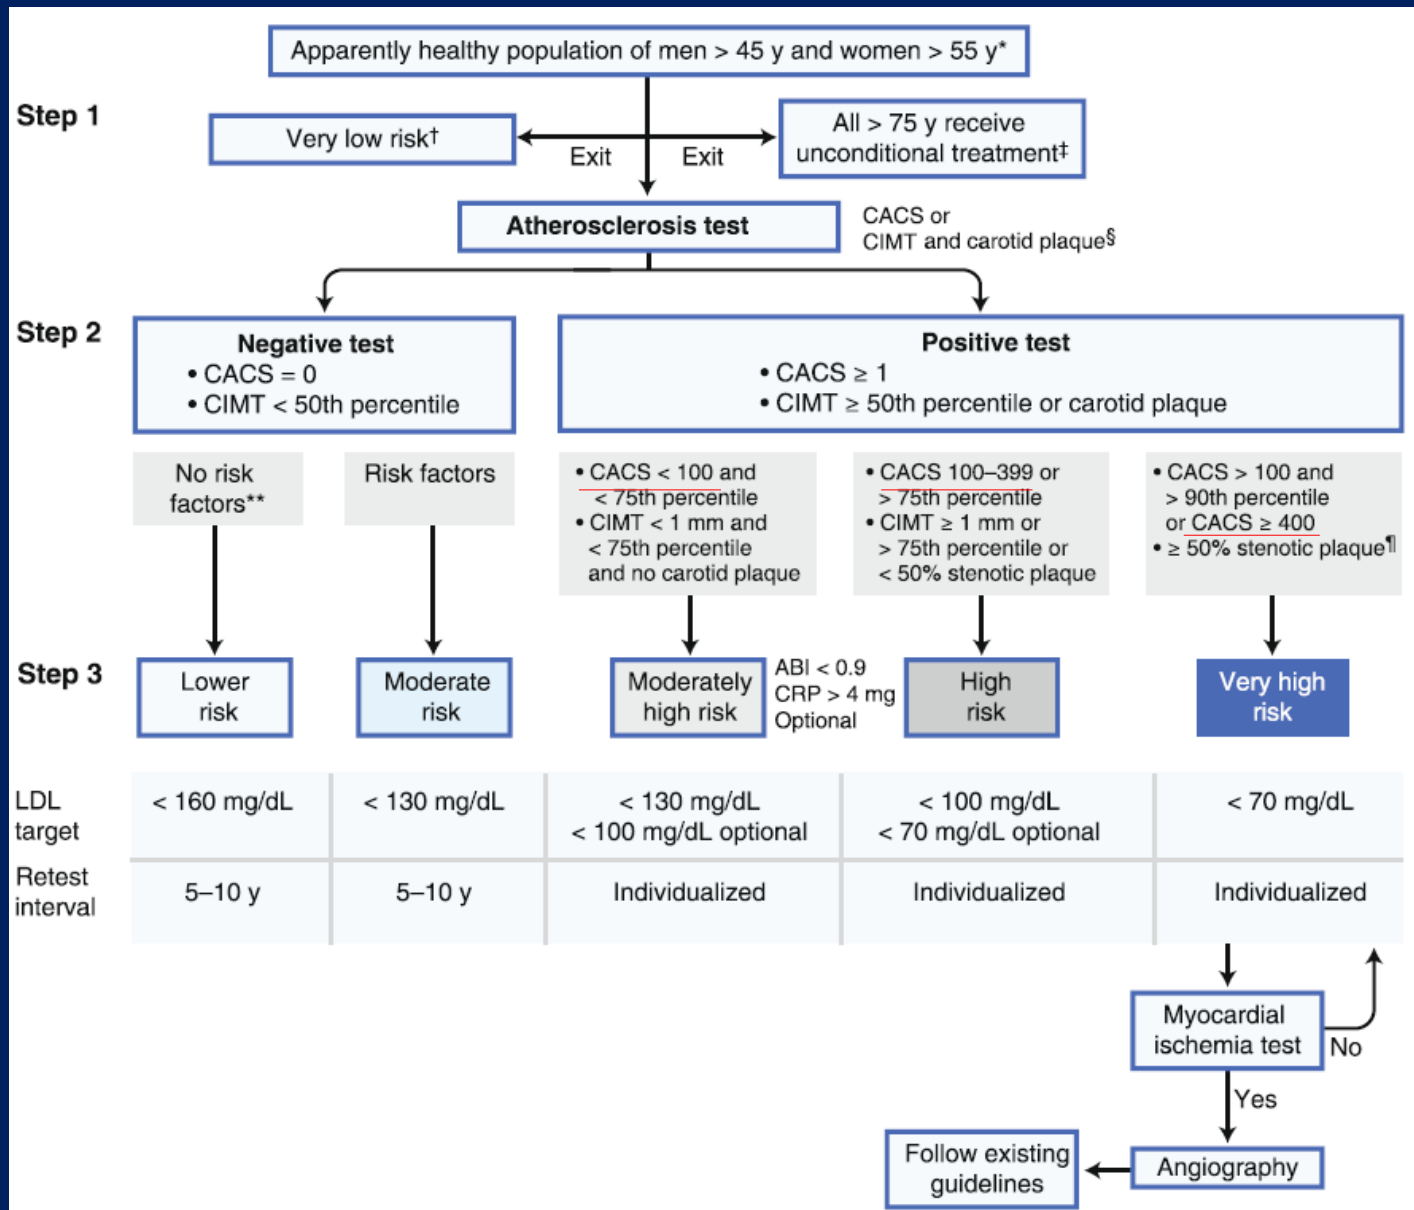 Apparently healthy population of men > 45 y and women > 55 y*
Step 1
Very low risk†
Exit
Exit
All > 75 y receive
unconditional treatment‡
Atherosclerosis test
CACS or
CIMT and carotid plaque§
Step 2
Negative test
• CACS = 0
• CIMT < 50th percentile
Positive test
• CACS ≥ 1
• CIMT ≥ 50th percentile or carotid plaque
No risk
factors**
Risk factors
• CACS < 100 and
< 75th percentile
• CIMT < 1 mm and
< 75th percentile
and no carotid plaque
• CACS 100–399 or
> 75th percentile
• CIMT ≥ 1 mm or
> 75th percentile or
< 50% stenotic plaque
• CACS > 100 and
> 90th percentile
or CACS ≥ 400
• ≥ 50% stenotic plaque¶
Step 3
Lower
risk
Moderate
risk
Moderately
high risk
ABI < 0.9
CRP > 4 mg
Optional
High
risk
Very high
risk
LDL
target
< 160 mg/dL
< 130 mg/dL
< 130 mg/dL
< 100 mg/dL optional
< 100 mg/dL
< 70 mg/dL optional
< 70 mg/dL
Retest
interval
5–10 y
5–10 y
Individualized
Individualized
Individualized
Myocardial
ischemia test
No
Yes
Angiography
Follow existing
guidelines